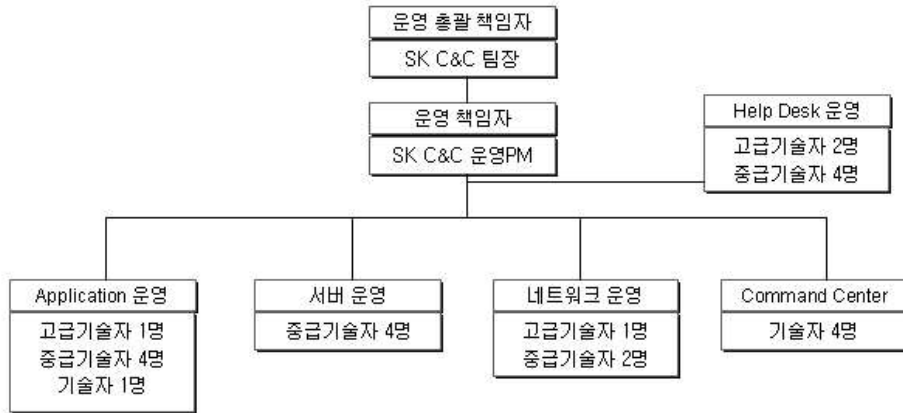 운영 총괄 책임자
SK C&C 팀장
운영 책임자
SK C&C 운영PM
Help Desk 운영
고급기술자 2명
중급기술자 4명
Application 운영
고급기술자 1명
중급기술자 4명
기술자 1명
서버 운영
중급기술자 4명
네트워크 운영
고급기술자 1명
중급기술자 2명
Command Center
기술자 4명